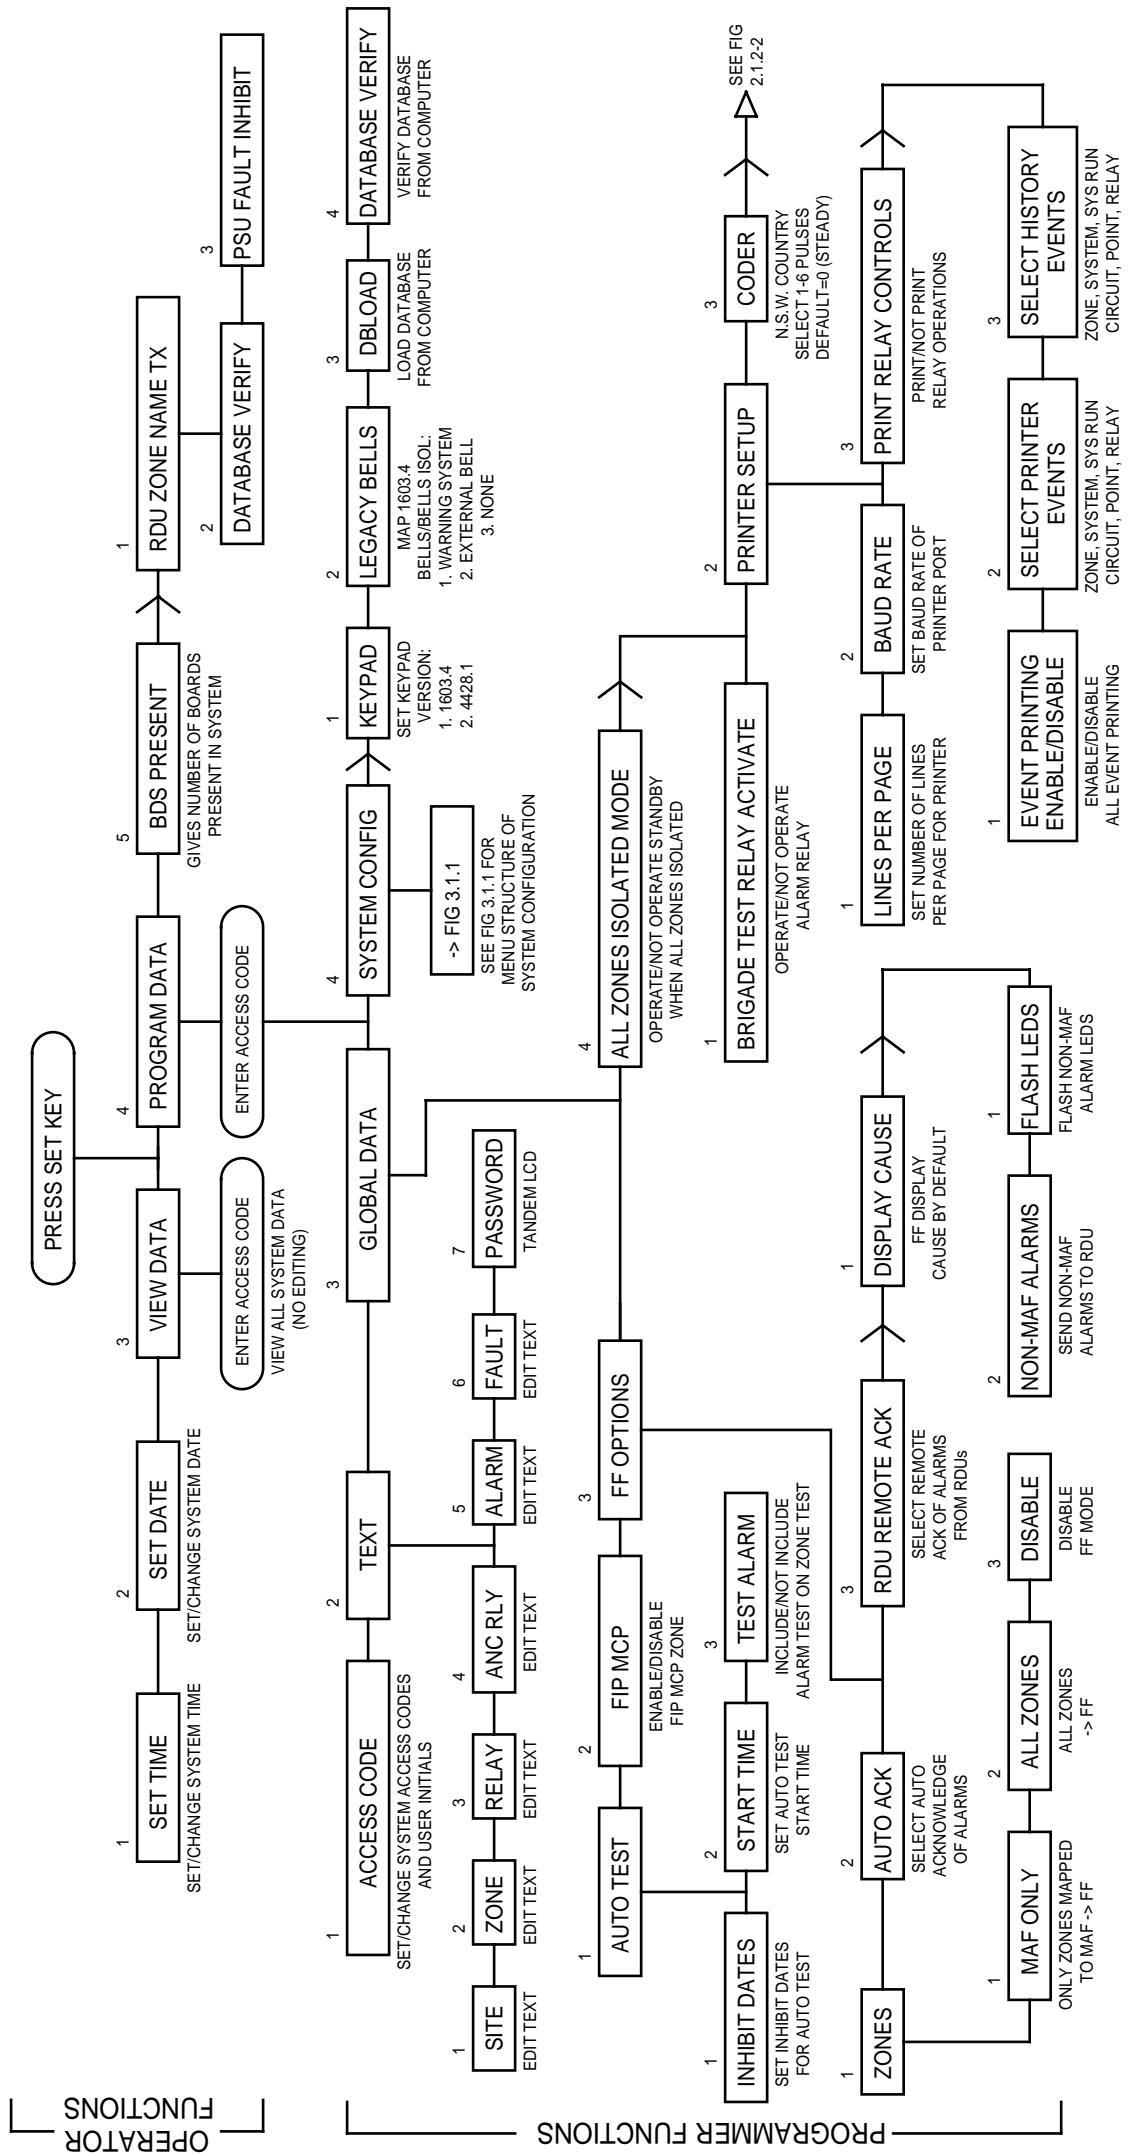 OPERATOR
FUNCTIONS
PRESS SET KEY
1
SET TIME
SET/CHANGE SYSTEM TIME
2
SET DATE
SET/CHANGE SYSTEM DATE
3
VIEW DATA
ENTER ACCESS CODE
VIEW ALL SYSTEM DATA
(NO EDITING)
4
PROGRAM DATA
ENTER ACCESS CODE
5
BDS PRESENT
GIVES NUMBER OF BOARDS
PRESENT IN SYSTEM
1
RDU ZONE NAME TX
2
DATABASE VERIFY
3
PSU FAULT INHIBIT
PROGRAMMER FUNCTIONS
1
ACCESS CODE
SET/CHANGE SYSTEM ACCESS CODES
AND USER INITIALS
2
TEXT
3
GLOBAL DATA
4
SYSTEM CONFIG
-> FIG 3.1.1
SEE FIG 3.1.1 FOR
MENU STRUCTURE OF
SYSTEM CONFIGURATION
1
KEYPAD
SET KEYPAD
VERSION:
1. 1603.4
2. 4428.1
2
LEGACY BELLS
MAP 1603.4
BELLS/BELLS ISOL:
1. WARNING SYSTEM
2. EXTERNAL BELL
3. NONE
3
DBLOAD
LOAD DATABASE
FROM COMPUTER
4
DATABASE VERIFY
VERIFY DATABASE
FROM COMPUTER
1
SITE
EDIT TEXT
2
ZONE
EDIT TEXT
3
RELAY
EDIT TEXT
4
ANC RLY
EDIT TEXT
5
ALARM
EDIT TEXT
6
FAULT
EDIT TEXT
7
PASSWORD
TANDEM LCD
1
AUTO TEST
2
FIP MCP
ENABLE/DISABLE
FIP MCP ZONE
3
FF OPTIONS
4
ALL ZONES ISOLATED MODE
OPERATE/NOT OPERATE STANDBY
WHEN ALL ZONES ISOLATED
1
INHIBIT DATES
SET INHIBIT DATES
FOR AUTO TEST
2
START TIME
SET AUTO TEST
START TIME
3
TEST ALARM
INCLUDE/NOT INCLUDE
ALARM TEST ON ZONE TEST
1
BRIGADE TEST RELAY ACTIVATE
OPERATE/NOT OPERATE
ALARM RELAY
2
PRINTER SETUP
3
CODER
N.S.W. COUNTRY
SELECT 1-6 PULSES
DEFAULT=0 (STEADY)
SEE FIG
2.1.2-2
1
ZONES
2
AUTO ACK
SELECT AUTO
ACKNOWLEDGE
OF ALARMS
3
RDU REMOTE ACK
SELECT REMOTE
ACK OF ALARMS
FROM RDUs
1
DISPLAY CAUSE
FF DISPLAY
CAUSE BY DEFAULT
1
LINES PER PAGE
SET NUMBER OF LINES
PER PAGE FOR PRINTER
2
BAUD RATE
SET BAUD RATE OF
PRINTER PORT
3
PRINT RELAY CONTROLS
PRINT/NOT PRINT
RELAY OPERATIONS
1
MAF ONLY
ONLY ZONES MAPPED
TO MAF -> FF
2
ALL ZONES
ALL ZONES
-> FF
3
DISABLE
DISABLE
FF MODE
2
NON-MAF ALARMS
SEND NON-MAF
ALARMS TO RDU
1
FLASH LEDS
FLASH NON-MAF
ALARM LEDS
1
EVENT PRINTING
ENABLE/DISABLE
ENABLE/DISABLE
ALL EVENT PRINTING
2
SELECT PRINTER
EVENTS
ZONE, SYSTEM, SYS RUN
CIRCUIT, POINT, RELAY
3
SELECT HISTORY
EVENTS
ZONE, SYSTEM, SYS RUN
CIRCUIT, POINT, RELAY